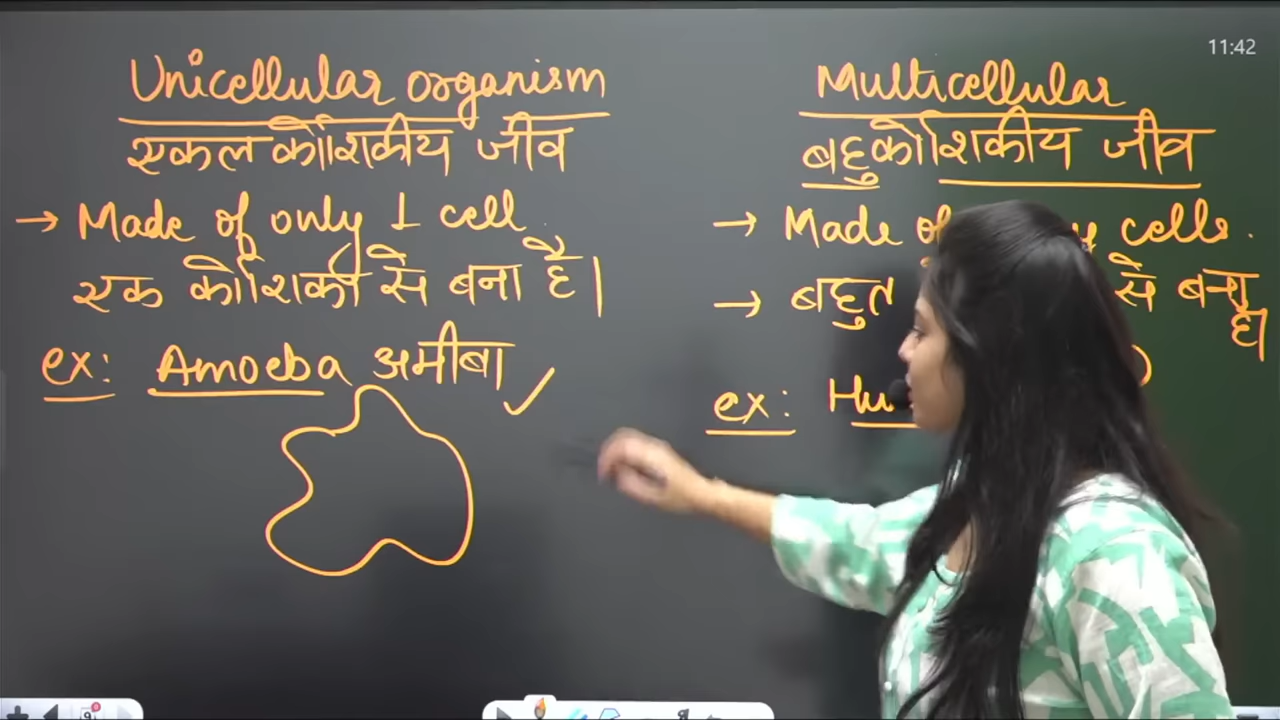 11:42
Unicellular organism
एकल कोशिकीय जीव
→ Made of only 1 cell.
एक कोशिकी से बना है।
ex: Amoeba अमीबा ✓
Multicellular
बहुकोशिकीय जीव
→ Made cells.
→ बहुत से बना है।
ex: